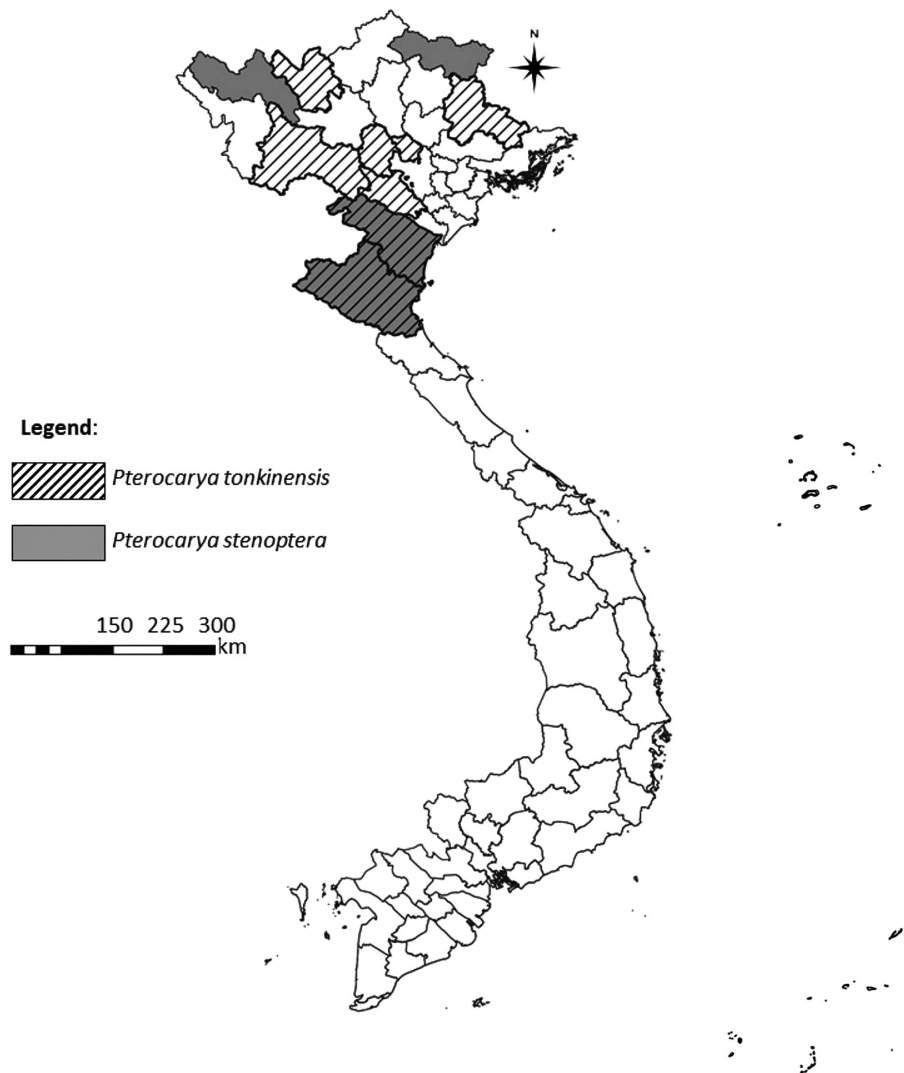 N
Legend:
Pterocarya tonkinensis
Pterocarya stenoptera
150 225 300
km